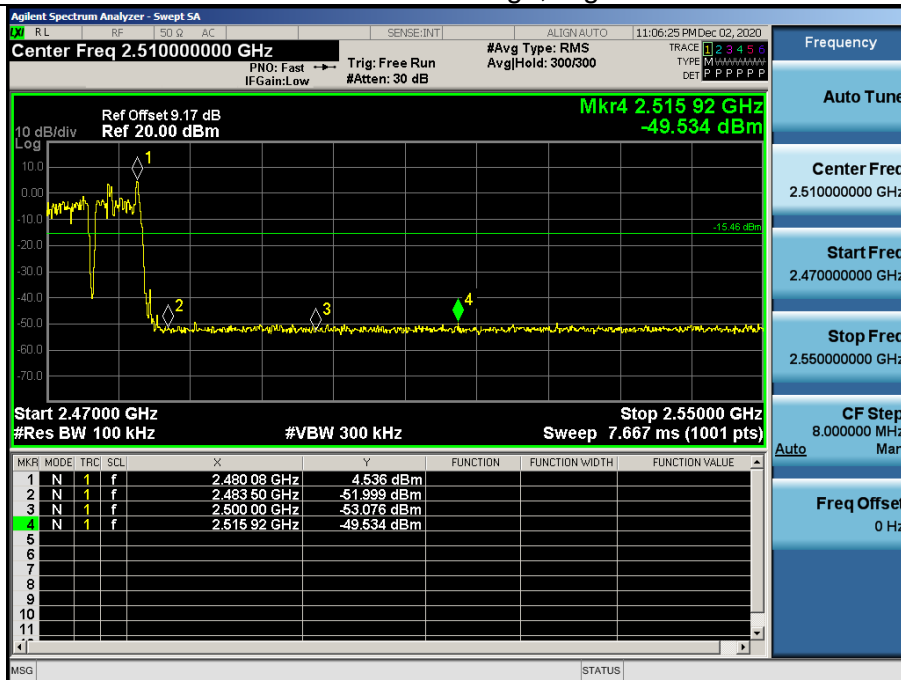 Agilent Spectrum Analyzer - Swept SA
LXI RL RF 50 Ω AC SENSE:INT ALIGN AUTO 11:06:25 PM Dec 02, 2020
Center Freq 2.510000000 GHz
PNO: Fast
IFGain:Low
Trig: Free Run
#Atten: 30 dB
#Avg Type: RMS
Avg|Hold: 300/300
TRACE 1 2 3 4 5 6
TYPE M WWWWW
DET P P P P P P
Frequency
Auto Tune
Center Freq
2.510000000 GHz
Start Freq
2.470000000 GHz
Stop Freq
2.550000000 GHz
CF Step
8.000000 MHz
Auto Man
Freq Offset
0 Hz
Mkr4 2.515 92 GHz
-49.534 dBm
Ref Offset 9.17 dB
10 dB/div Ref 20.00 dBm
Log
10.0
0.00
-10.0
-20.0
-30.0
-40.0
-50.0
-60.0
-70.0
1
2
3
4
-15.46 dBm
Start 2.47000 GHz Stop 2.55000 GHz
#Res BW 100 kHz #VBW 300 kHz Sweep 7.667 ms (1001 pts)
MKR MODE TRC SCL X Y FUNCTION FUNCTION WIDTH FUNCTION VALUE
1 N 1 f 2.480 08 GHz 4.536 dBm
2 N 1 f 2.483 50 GHz -51.999 dBm
3 N 1 f 2.500 00 GHz -53.076 dBm
4 N 1 f 2.515 92 GHz -49.534 dBm
5
6
7
8
9
10
11
MSG STATUS